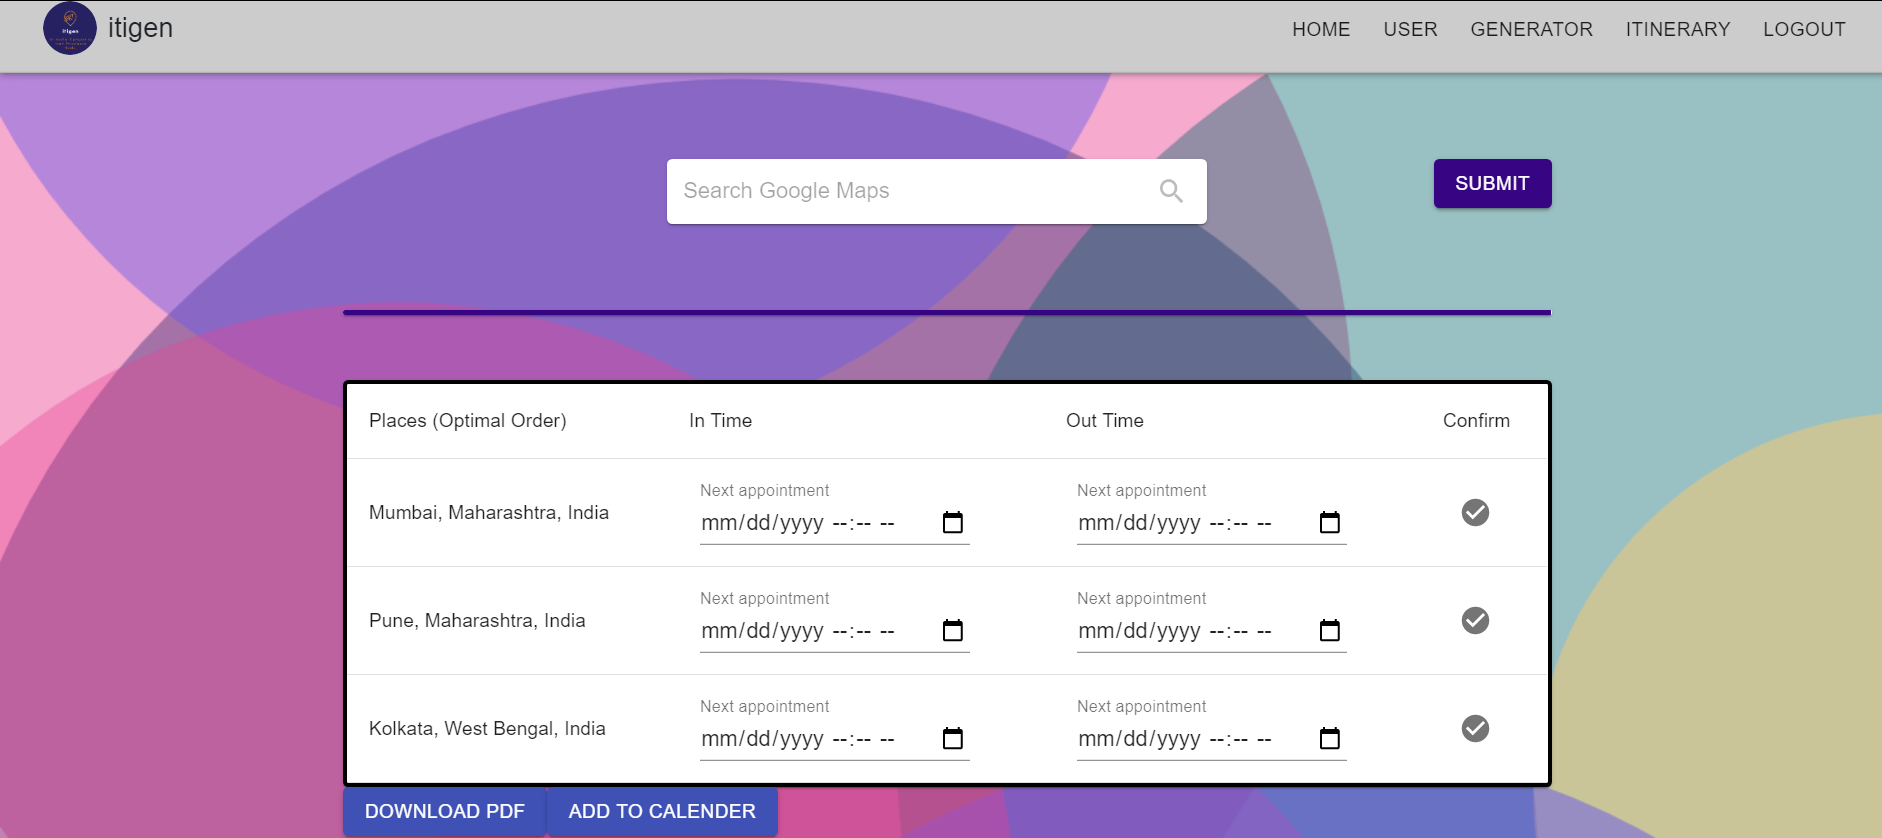 itigen
itigen
HOME USER GENERATOR ITINERARY LOGOUT
Search Google Maps
SUBMIT
Places (Optimal Order) In Time Out Time Confirm
Next appointment Next appointment
Mumbai, Maharashtra, India mm/dd/yyyy --:-- -- mm/dd/yyyy --:-- --
Next appointment Next appointment
Pune, Maharashtra, India mm/dd/yyyy --:-- -- mm/dd/yyyy --:-- --
Next appointment Next appointment
Kolkata, West Bengal, India mm/dd/yyyy --:-- -- mm/dd/yyyy --:-- --
DOWNLOAD PDF ADD TO CALENDER